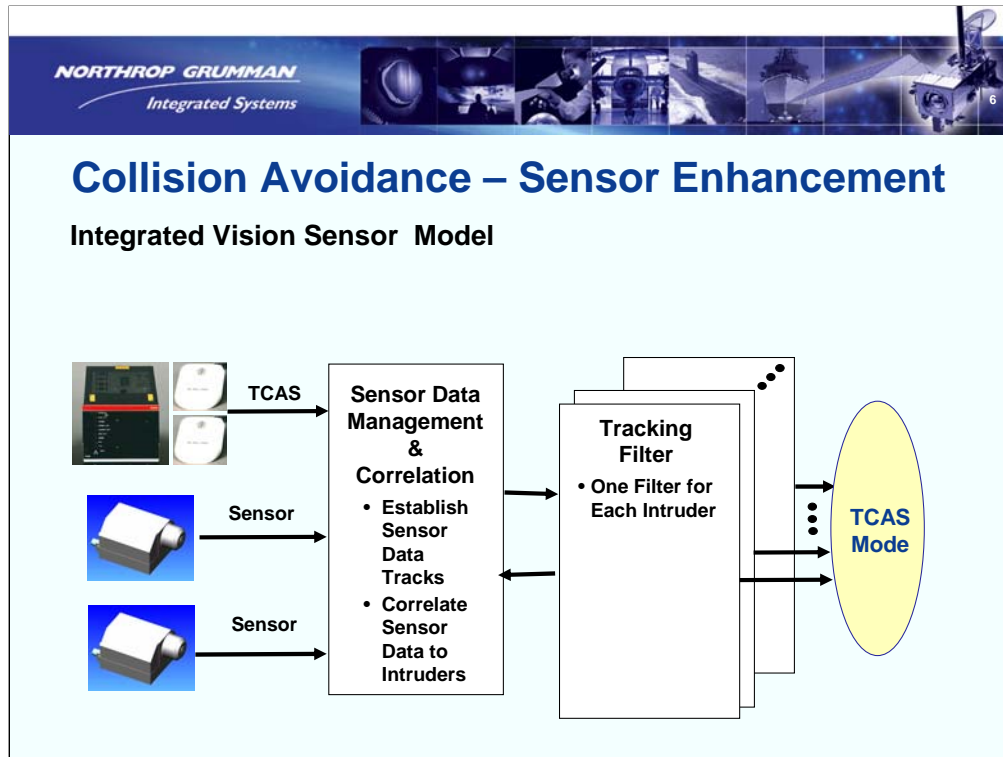 NORTHROP GRUMMAN
Integrated Systems
6
Collision Avoidance – Sensor Enhancement
Integrated Vision Sensor Model
TCAS
Sensor
Sensor
Sensor Data
Management
&
Correlation
• Establish
Sensor
Data
Tracks
• Correlate
Sensor
Data to
Intruders
Tracking
Filter
• One Filter for
Each Intruder
TCAS
Mode